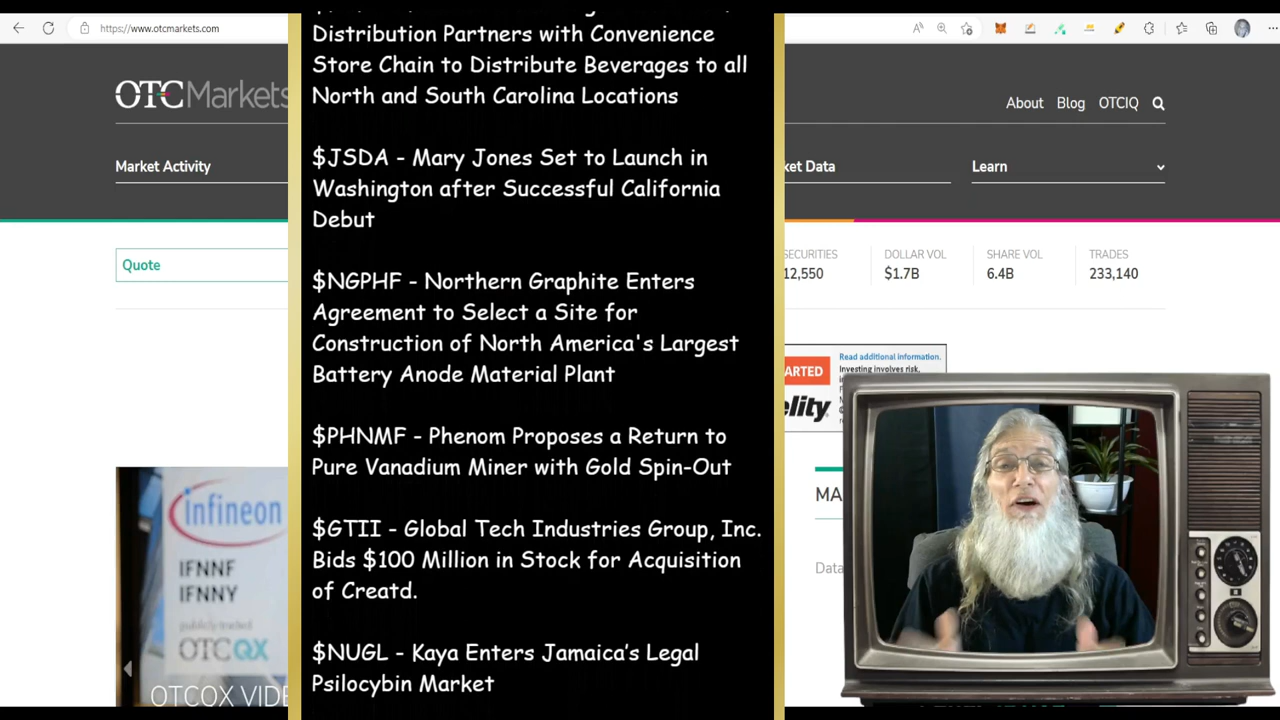 https://www.otcmarkets.com
OTCMarkets
About
Blog
OTCIQ
Market Activity
ket Data
Learn
Quote
SECURITIES
12,550
DOLLAR VOL
$1.7B
SHARE VOL
6.4B
TRADES
233,140
Distribution Partners with Convenience
Store Chain to Distribute Beverages to all
North and South Carolina Locations
$JSDA - Mary Jones Set to Launch in
Washington after Successful California
Debut
$NGPHF - Northern Graphite Enters
Agreement to Select a Site for
Construction of North America's Largest
Battery Anode Material Plant
$PHNMF - Phenom Proposes a Return to
Pure Vanadium Miner with Gold Spin-Out
$GTII - Global Tech Industries Group, Inc.
Bids $100 Million in Stock for Acquisition
of Creatd.
$NUGL - Kaya Enters Jamaica's Legal
Psilocybin Market
ARTED
elity
Read additional information.
Investing involves risk,
MA
Data
infineon
IFNNF
IFNNY
publicly traded
OTCQX
OTCQX VIDE